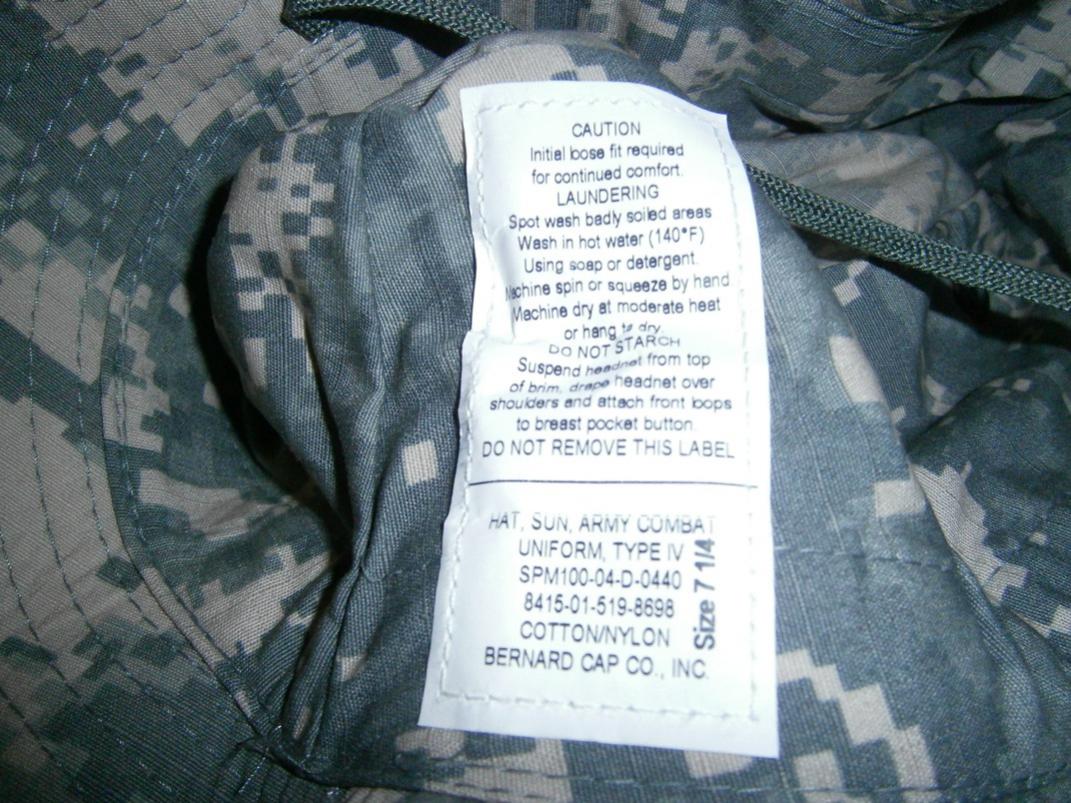 CAUTION
Initial loose fit required
for continued comfort.
LAUNDERING
Spot wash badly soiled areas
Wash in hot water (140°F)
Using soap or detergent.
Machine spin or squeeze by hand.
Machine dry at moderate heat
or hang to dry.
DO NOT STARCH
Suspend headnet from top
of brim, drape headnet over
shoulders and attach front loops
to breast pocket button.
DO NOT REMOVE THIS LABEL
HAT, SUN, ARMY COMBAT
UNIFORM, TYPE IV
SPM100-04-D-0440
8415-01-519-8698
COTTON/NYLON
BERNARD CAP CO., INC.
Size 7 1/4